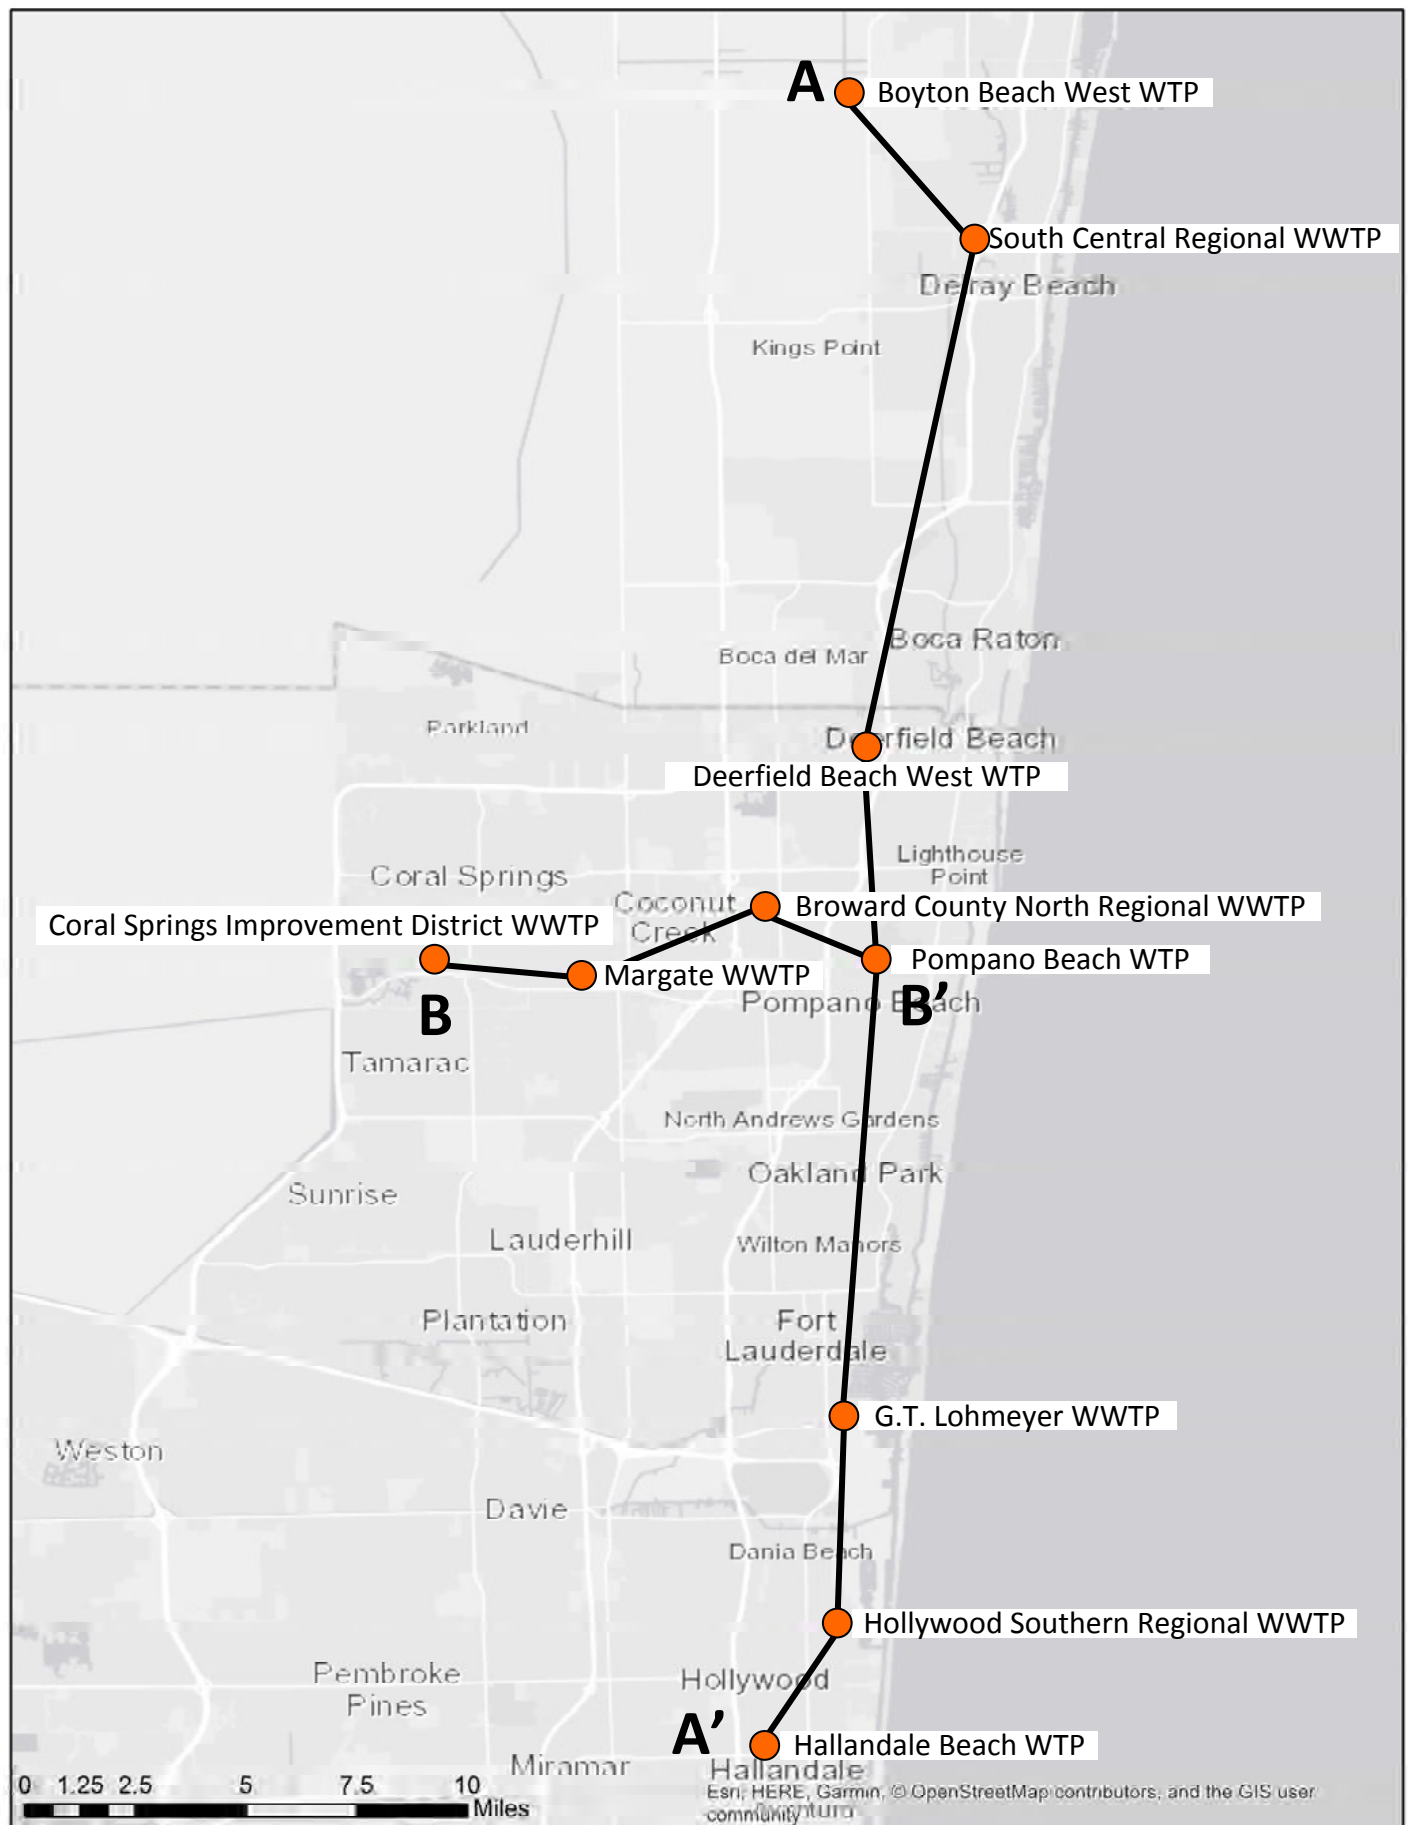 A
Boyton Beach West WTP
South Central Regional WWTP
Delray Beach
Kings Point
Boca Raton
Boca del Mar
Parkland
Deerfield Beach
Deerfield Beach West WTP
Lighthouse
Point
Coral Springs
Coconut
Creek
Broward County North Regional WWTP
Coral Springs Improvement District WWTP
Margate WWTP
Pompano Beach WTP
B
B’
Pompano Beach
Tamarac
North Andrews Gardens
Oakland Park
Sunrise
Lauderhill
Wilton Manors
Plantation
Fort
Lauderdale
G.T. Lohmeyer WWTP
Weston
Davie
Dania Beach
Hollywood Southern Regional WWTP
Pembroke
Pines
Hollywood
A’
Hallandale Beach WTP
Miramar
Hallandale
0 1.25 2.5 5 7.5 10
Miles
Esri, HERE, Garmin, © OpenStreetMap contributors, and the GIS user
community